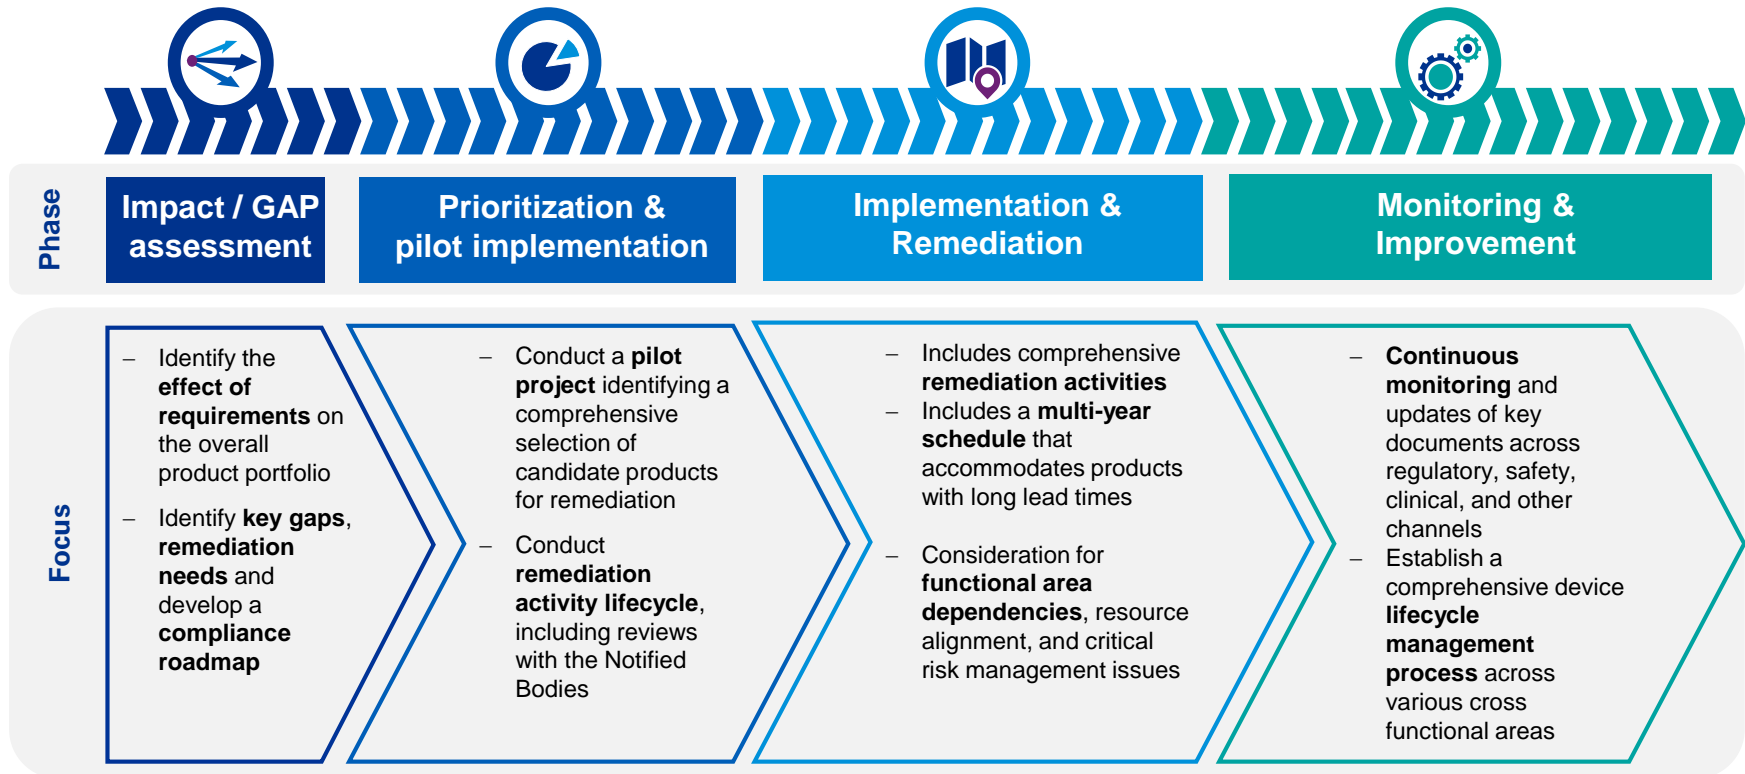 Phase
Impact / GAP
assessment
Prioritization &
pilot implementation
Implementation &
Remediation
Monitoring &
Improvement
Focus
– Identify the
effect of
requirements on
the overall
product portfolio
– Identify key gaps,
remediation
needs and
develop a
compliance
roadmap
– Conduct a pilot
project identifying a
comprehensive
selection of
candidate products
for remediation
– Conduct
remediation
activity lifecycle,
including reviews
with the Notified
Bodies
– Includes comprehensive
remediation activities
– Includes a multi-year
schedule that
accommodates products
with long lead times
– Consideration for
functional area
dependencies, resource
alignment, and critical
risk management issues
– Continuous
monitoring and
updates of key
documents across
regulatory, safety,
clinical, and other
channels
– Establish a
comprehensive device
lifecycle
management
process across
various cross
functional areas